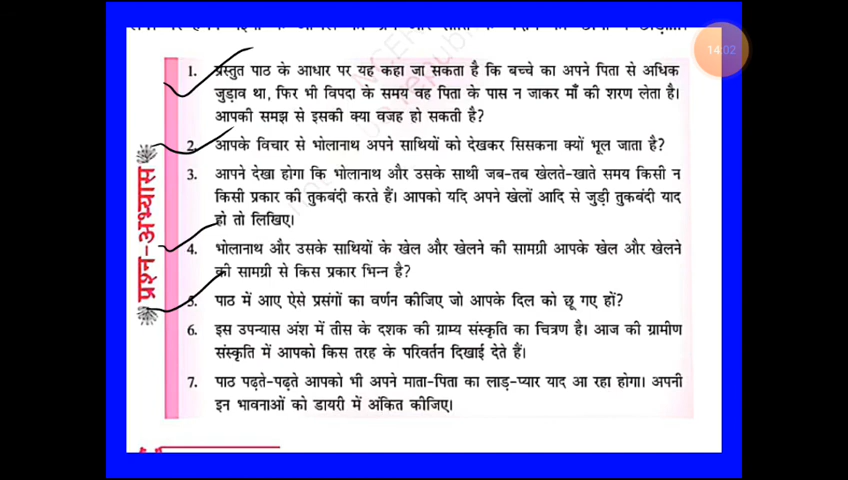 14:02
प्रश्न-अभ्यास
1. प्रस्तुत पाठ के आधार पर यह कहा जा सकता है कि बच्चे का अपने पिता से अधिक
जुड़ाव था, फिर भी विपदा के समय वह पिता के पास न जाकर माँ की शरण लेता है।
आपकी समझ से इसकी क्या वजह हो सकती है?
2. आपके विचार से भोलानाथ अपने साथियों को देखकर सिसकना क्यों भूल जाता है?
3. आपने देखा होगा कि भोलानाथ और उसके साथी जब-तब खेलते-खाते समय किसी न
किसी प्रकार की तुकबंदी करते हैं। आपको यदि अपने खेलों आदि से जुड़ी तुकबंदी याद
हो तो लिखिए।
4. भोलानाथ और उसके साथियों के खेल और खेलने की सामग्री आपके खेल और खेलने
की सामग्री से किस प्रकार भिन्न है?
5. पाठ में आए ऐसे प्रसंगों का वर्णन कीजिए जो आपके दिल को छू गए हों?
6. इस उपन्यास अंश में तीस के दशक की ग्राम्य संस्कृति का चित्रण है। आज की ग्रामीण
संस्कृति में आपको किस तरह के परिवर्तन दिखाई देते हैं।
7. पाठ पढ़ते-पढ़ते आपको भी अपने माता-पिता का लाड़-प्यार याद आ रहा होगा। अपनी
इन भावनाओं को डायरी में अंकित कीजिए।